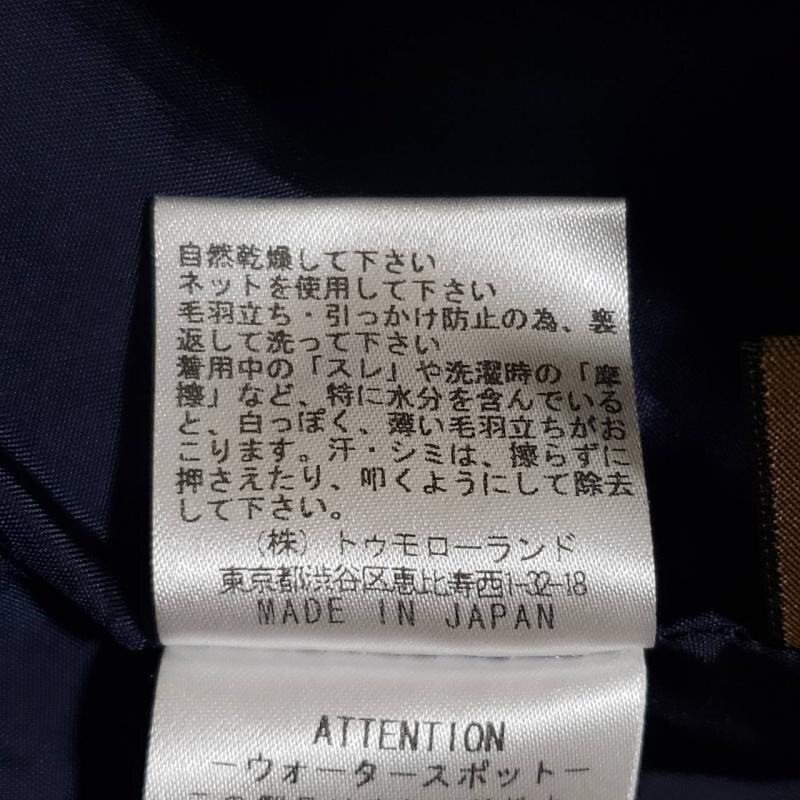 自然乾燥して下さい
ネットを使用して下さい
毛羽立ち・引っかけ防止の為、裏
返して洗って下さい
着用中の「スレ」や洗濯時の「摩
擦」など、特に水分を含んでいる
と、白っぽく、薄い毛羽立ちがお
こります。汗・シミは、擦らずに
押さえたり、叩くようにして除去
して下さい。
(株)トゥモローランド
東京都渋谷区恵比寿西1-32-18
MADE IN JAPAN
ATTENTION
ーウォータースポットー